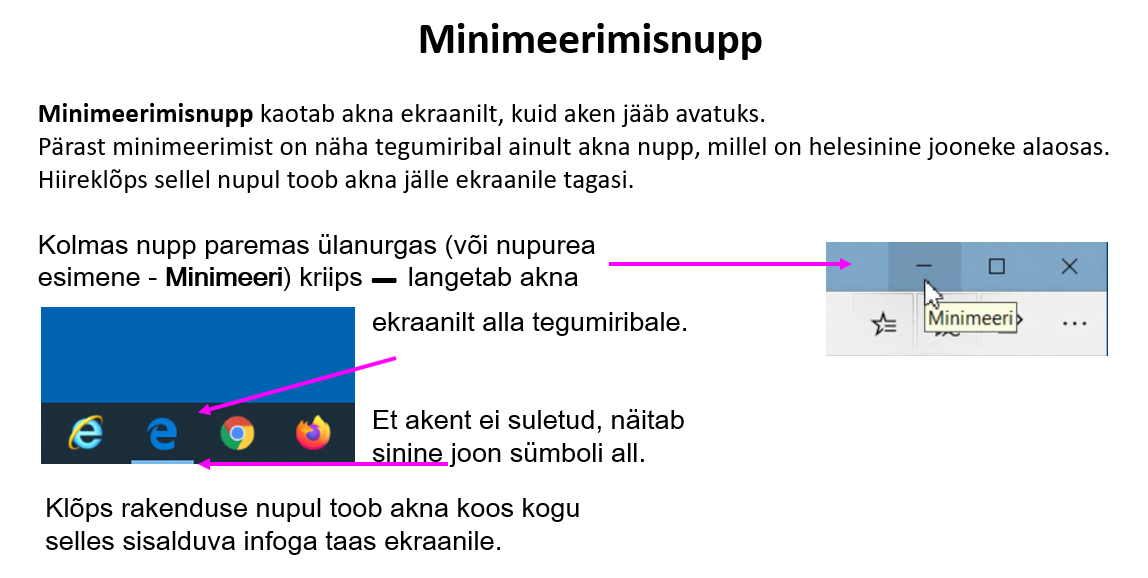 Minimeerimisnupp
Minimeerimisnupp kaotab akna ekraanilt, kuid aken jääb avatuks.
Pärast minimeerimist on näha tegumiribal ainult akna nupp, millel on helesinine jooneke alaosas.
Hiireklõps sellel nupul toob akna jälle ekraanile tagasi.
Kolmas nupp paremas ülanurgas (või nupurea
esimene - Minimeeri) kriips – langetab akna
Minimeeri
ekraanilt alla tegumiribale.
Et akent ei suletud, näitab
sinine joon sümboli all.
Klõps rakenduse nupul toob akna koos kogu
selles sisalduva infoga taas ekraanile.